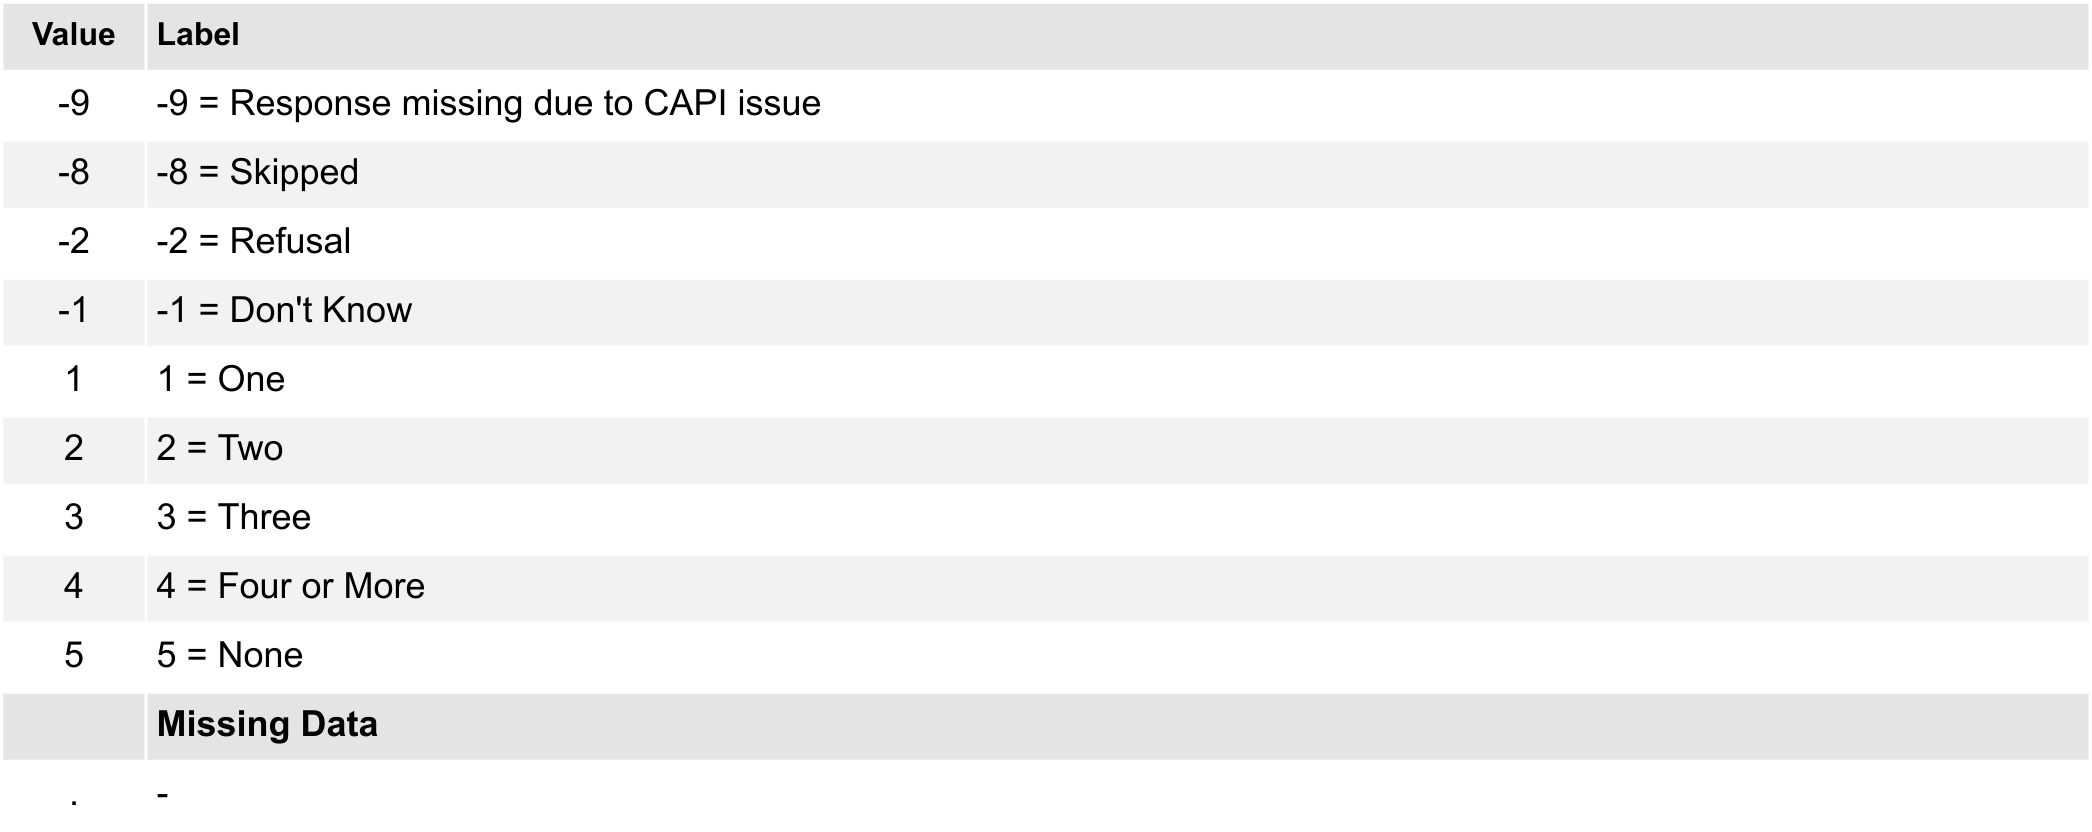 Value Label
-9 -9 = Response missing due to CAPI issue
-8 -8 = Skipped
-2 -2 = Refusal
-1 -1 = Don't Know
1 1 = One
2 2 = Two
3 3 = Three
4 4 = Four or More
5 5 = None
Missing Data
. -